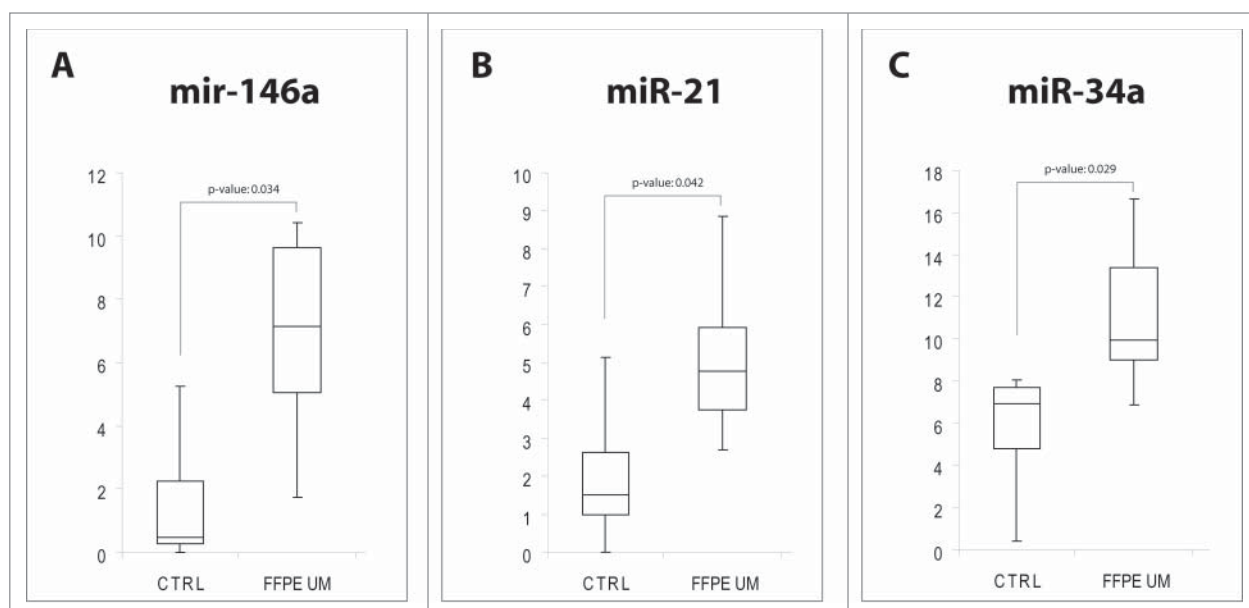 A
mir-146a
12
p-value: 0.034
10
8
6
4
2
0
CTRL
FFPE UM
B
miR-21
10
p-value: 0.042
9
8
7
6
5
4
3
2
1
0
CTRL
FFPE UM
C
miR-34a
18
p-value: 0.029
16
14
12
10
8
6
4
2
0
CTRL
FFPE UM